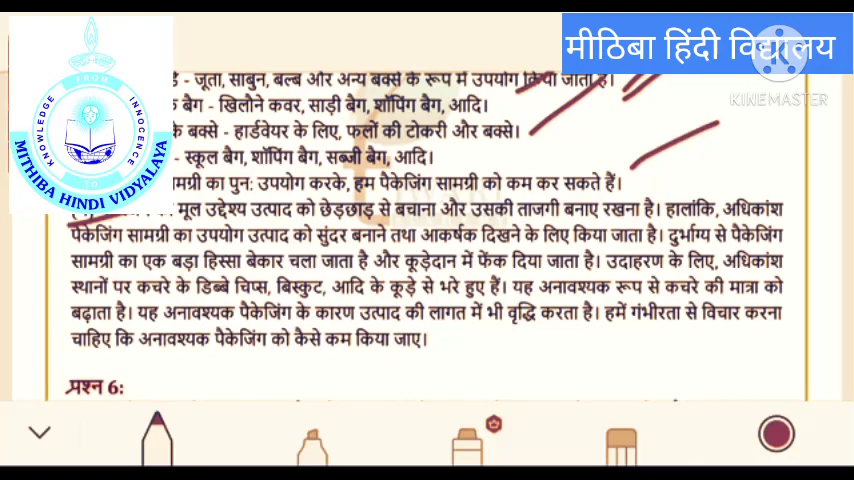 मीठिबा हिंदी विद्यालय
KINEMASTER
FROM
KNOWLEDGE
INNOCENCE
TO
MITHIBA HINDI VIDYALAYA
- जूता, साबुन, बल्ब और अन्य बक्से के रूप में उपयोग किया जाता है।
बैग - खिलौने कवर, साड़ी बैग, शॉपिंग बैग, आदि।
के बक्से - हार्डवेयर के लिए, फलों की टोकरी और बक्से।
- स्कूल बैग, शॉपिंग बैग, सब्जी बैग, आदि।
का पुन: उपयोग करके, हम पैकेजिंग सामग्री को कम कर सकते हैं।
मूल उद्देश्य उत्पाद को छेड़छाड़ से बचाना और उसकी ताजगी बनाए रखना है। हालांकि, अधिकांश
पैकेजिंग सामग्री का उपयोग उत्पाद को सुंदर बनाने तथा आकर्षक दिखने के लिए किया जाता है। दुर्भाग्य से पैकेजिंग
सामग्री का एक बड़ा हिस्सा बेकार चला जाता है और कूड़ेदान में फेंक दिया जाता है। उदाहरण के लिए, अधिकांश
स्थानों पर कचरे के डिब्बे चिप्स, बिस्कुट, आदि के कूड़े से भरे हुए हैं। यह अनावश्यक रूप से कचरे की मात्रा को
बढ़ाता है। यह अनावश्यक पैकेजिंग के कारण उत्पाद की लागत में भी वृद्धि करता है। हमें गंभीरता से विचार करना
चाहिए कि अनावश्यक पैकेजिंग को कैसे कम किया जाए।
प्रश्न 6: